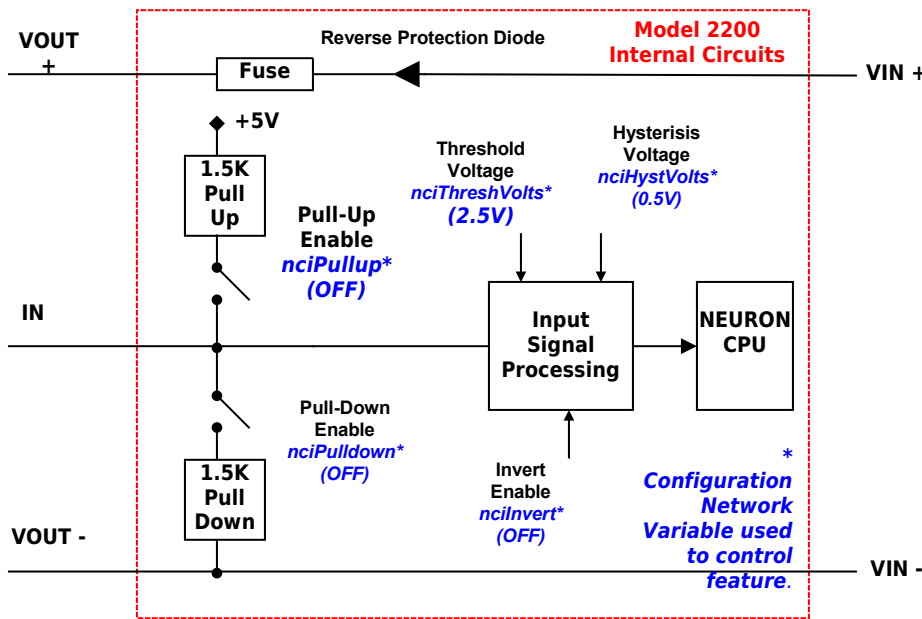 VOUT
+
Reverse Protection Diode
Model 2200
Internal Circuits
Fuse
VIN +
+5V
1.5K
Pull
Up
Pull-Up
Enable
nciPullup*
(OFF)
Threshold
Voltage
nciThreshVolts*
(2.5V)
Hysterisis
Voltage
nciHystVolts*
(0.5V)
IN
Input
Signal
Processing
NEURON
CPU
Pull-Down
Enable
nciPulldown*
(OFF)
1.5K
Pull
Down
Invert
Enable
nciInvert*
(OFF)
*
Configuration
Network
Variable used
to control
feature.
VOUT -
VIN -